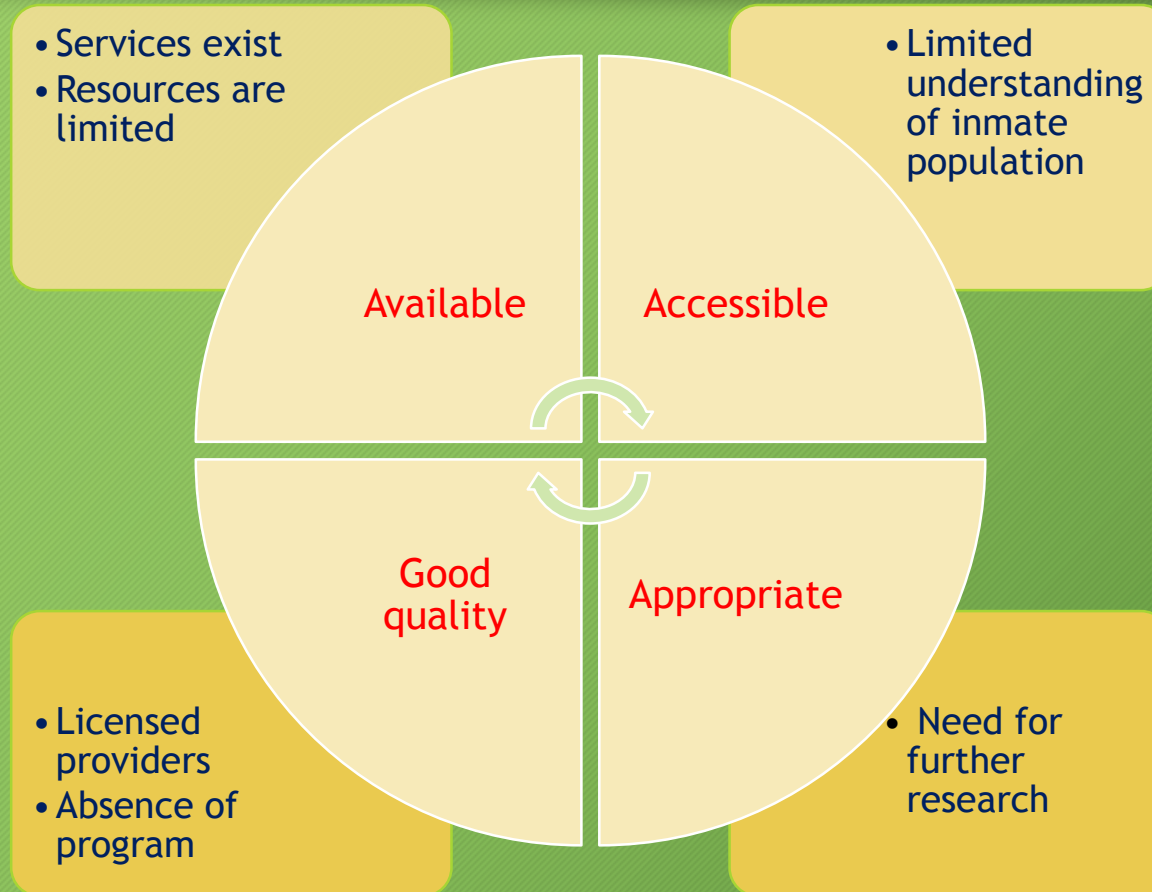 • Services exist
• Resources are
limited
• Limited
understanding
of inmate
population
Available
Accessible
Good
quality
Appropriate
• Licensed
providers
• Absence of
program
• Need for
further
research